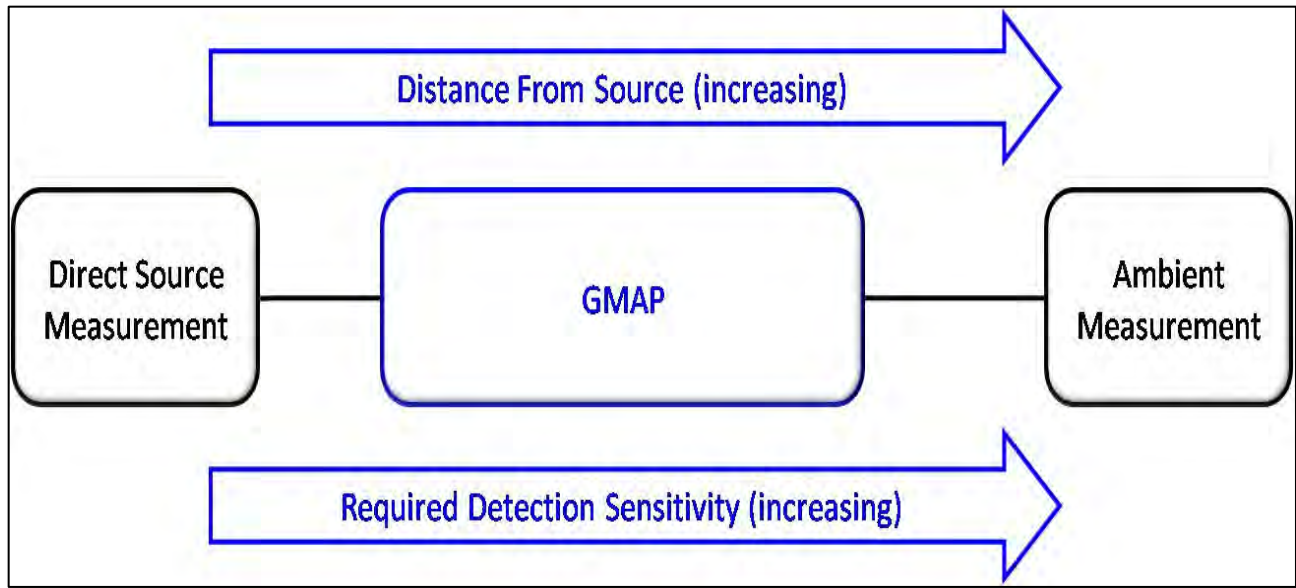 Distance From Source (increasing)
Direct Source
Measurement
GMAP
Ambient
Measurement
Required Detection Sensitivity (increasing)